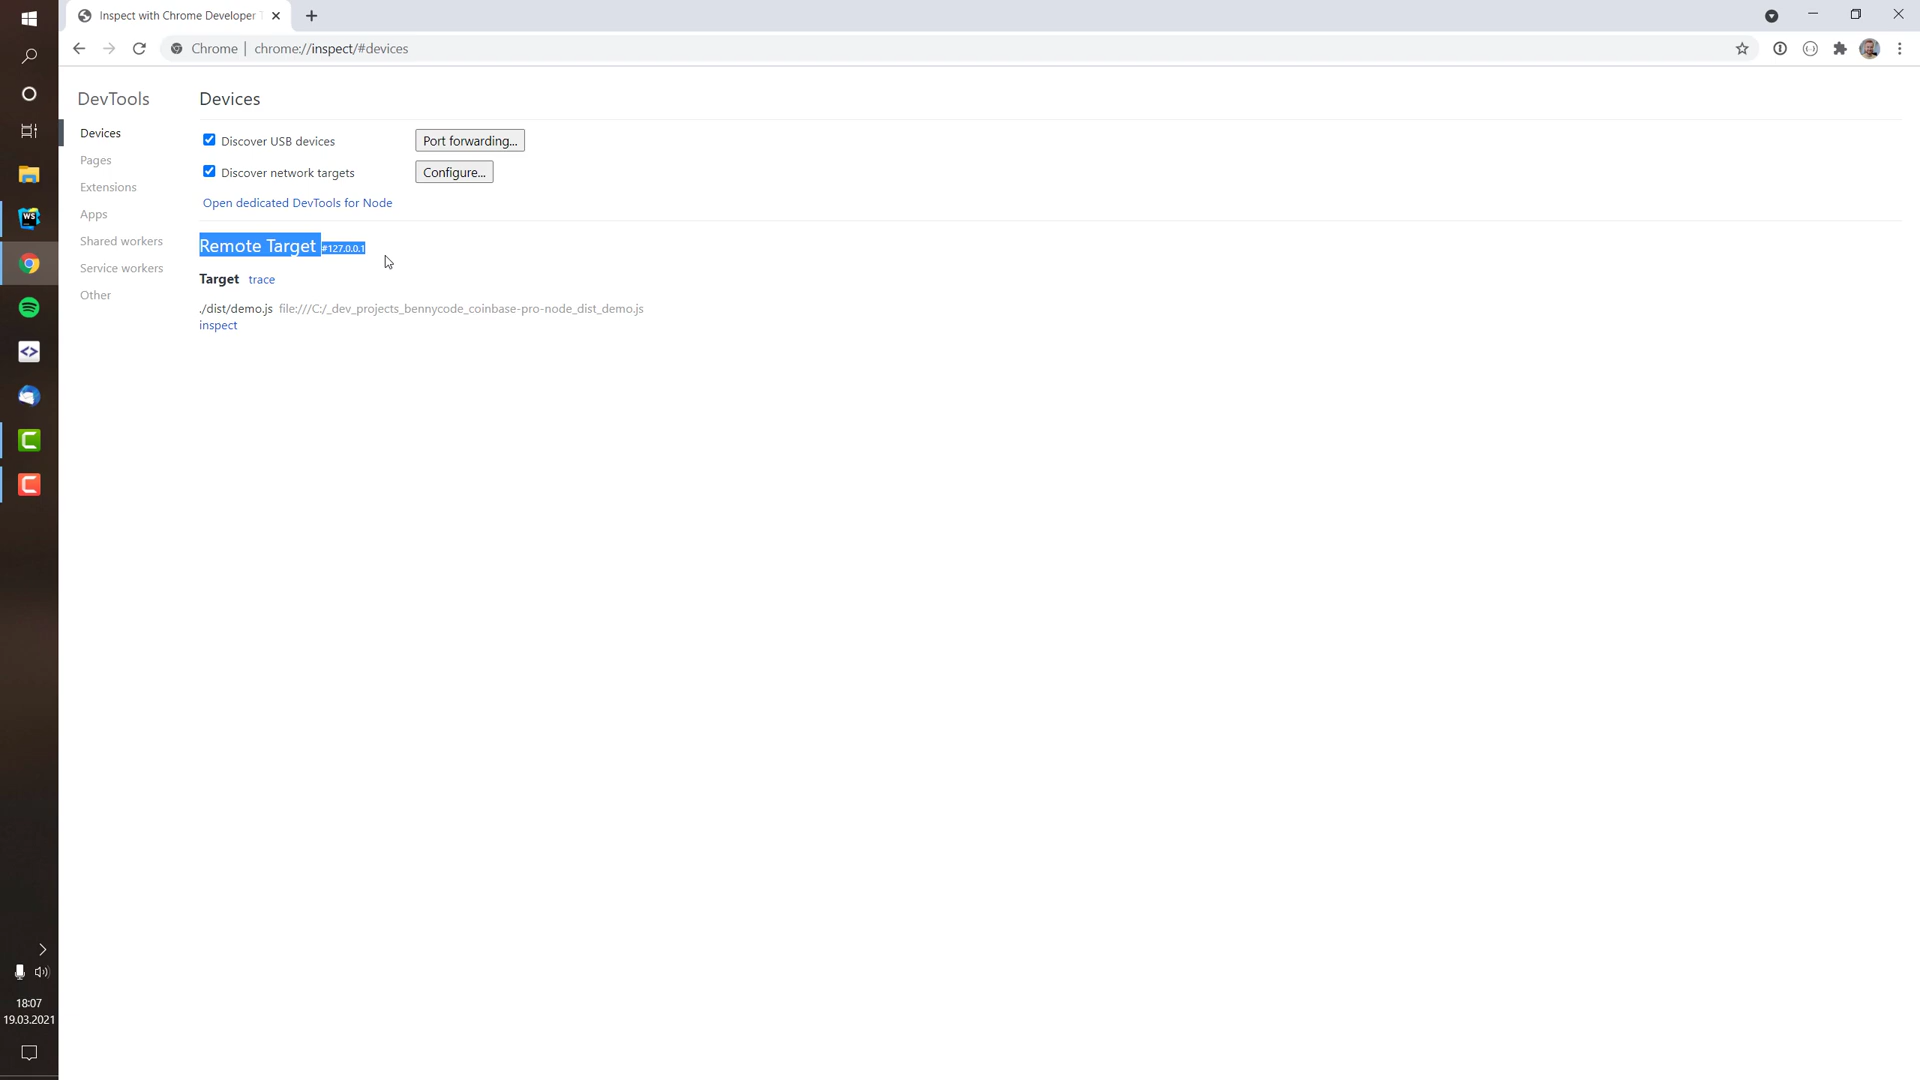 Inspect with Chrome Developer T
Chrome | chrome://inspect/#devices
DevTools
Devices
Pages
Extensions
Apps
Shared workers
Service workers
Other
Devices
Discover USB devices
Port forwarding...
Discover network targets
Configure...
Open dedicated DevTools for Node
Remote Target #127.0.0.1
Target trace
./dist/demo.js file:///C:/_dev_projects_bennycode_coinbase-pro-node_dist_demo.js
inspect
WS
18:07
19.03.2021